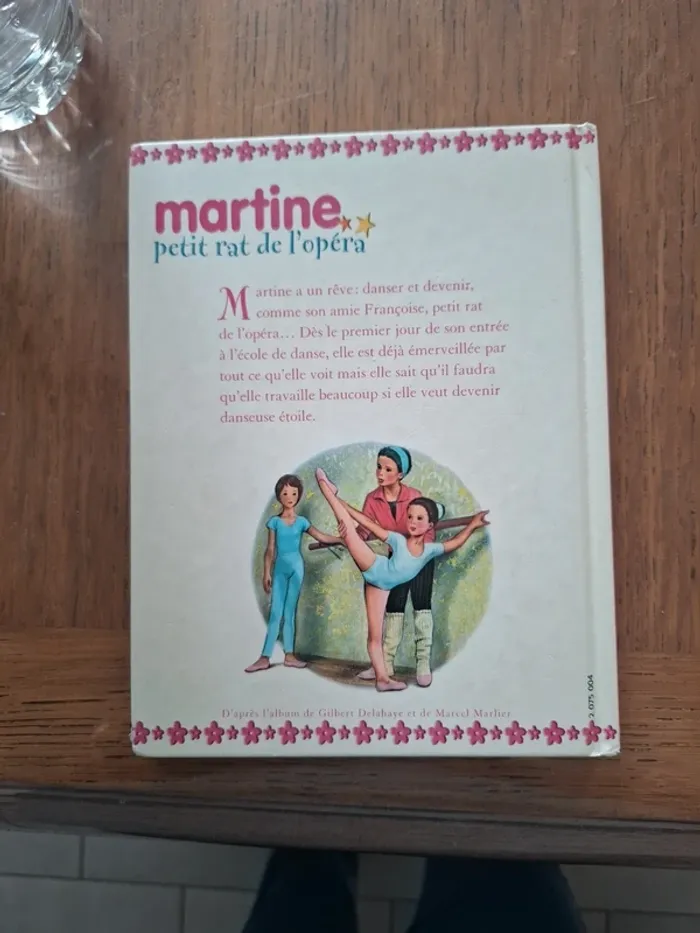 martine
petit rat de l'opéra
Martine a un rêve : danser et devenir,
comme son amie Françoise, petit rat
de l'opéra... Dès le premier jour de son entrée
à l'école de danse, elle est déjà émerveillée par
tout ce qu'elle voit mais elle sait qu'il faudra
qu'elle travaille beaucoup si elle veut devenir
danseuse étoile.
D'après l'album de Gilbert Delahaye et de Marcel Marlier
2 075 004